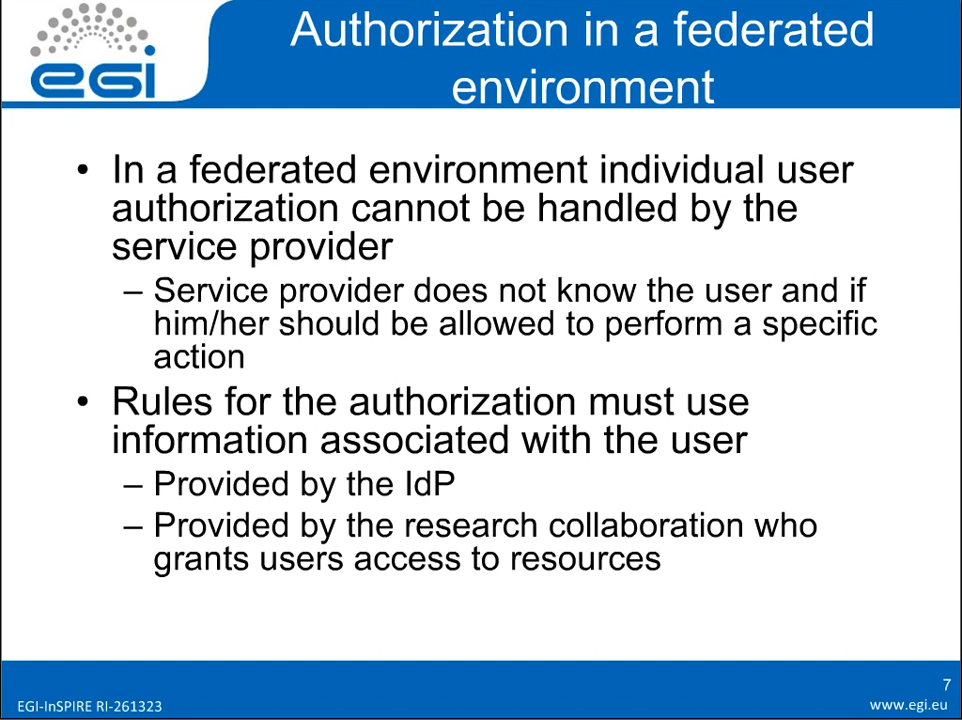 egi
Authorization in a federated
environment
• In a federated environment individual user
authorization cannot be handled by the
service provider
– Service provider does not know the user and if
him/her should be allowed to perform a specific
action
• Rules for the authorization must use
information associated with the user
– Provided by the IdP
– Provided by the research collaboration who
grants users access to resources
7
EGI-InSPIRE RI-261323
www.egi.eu